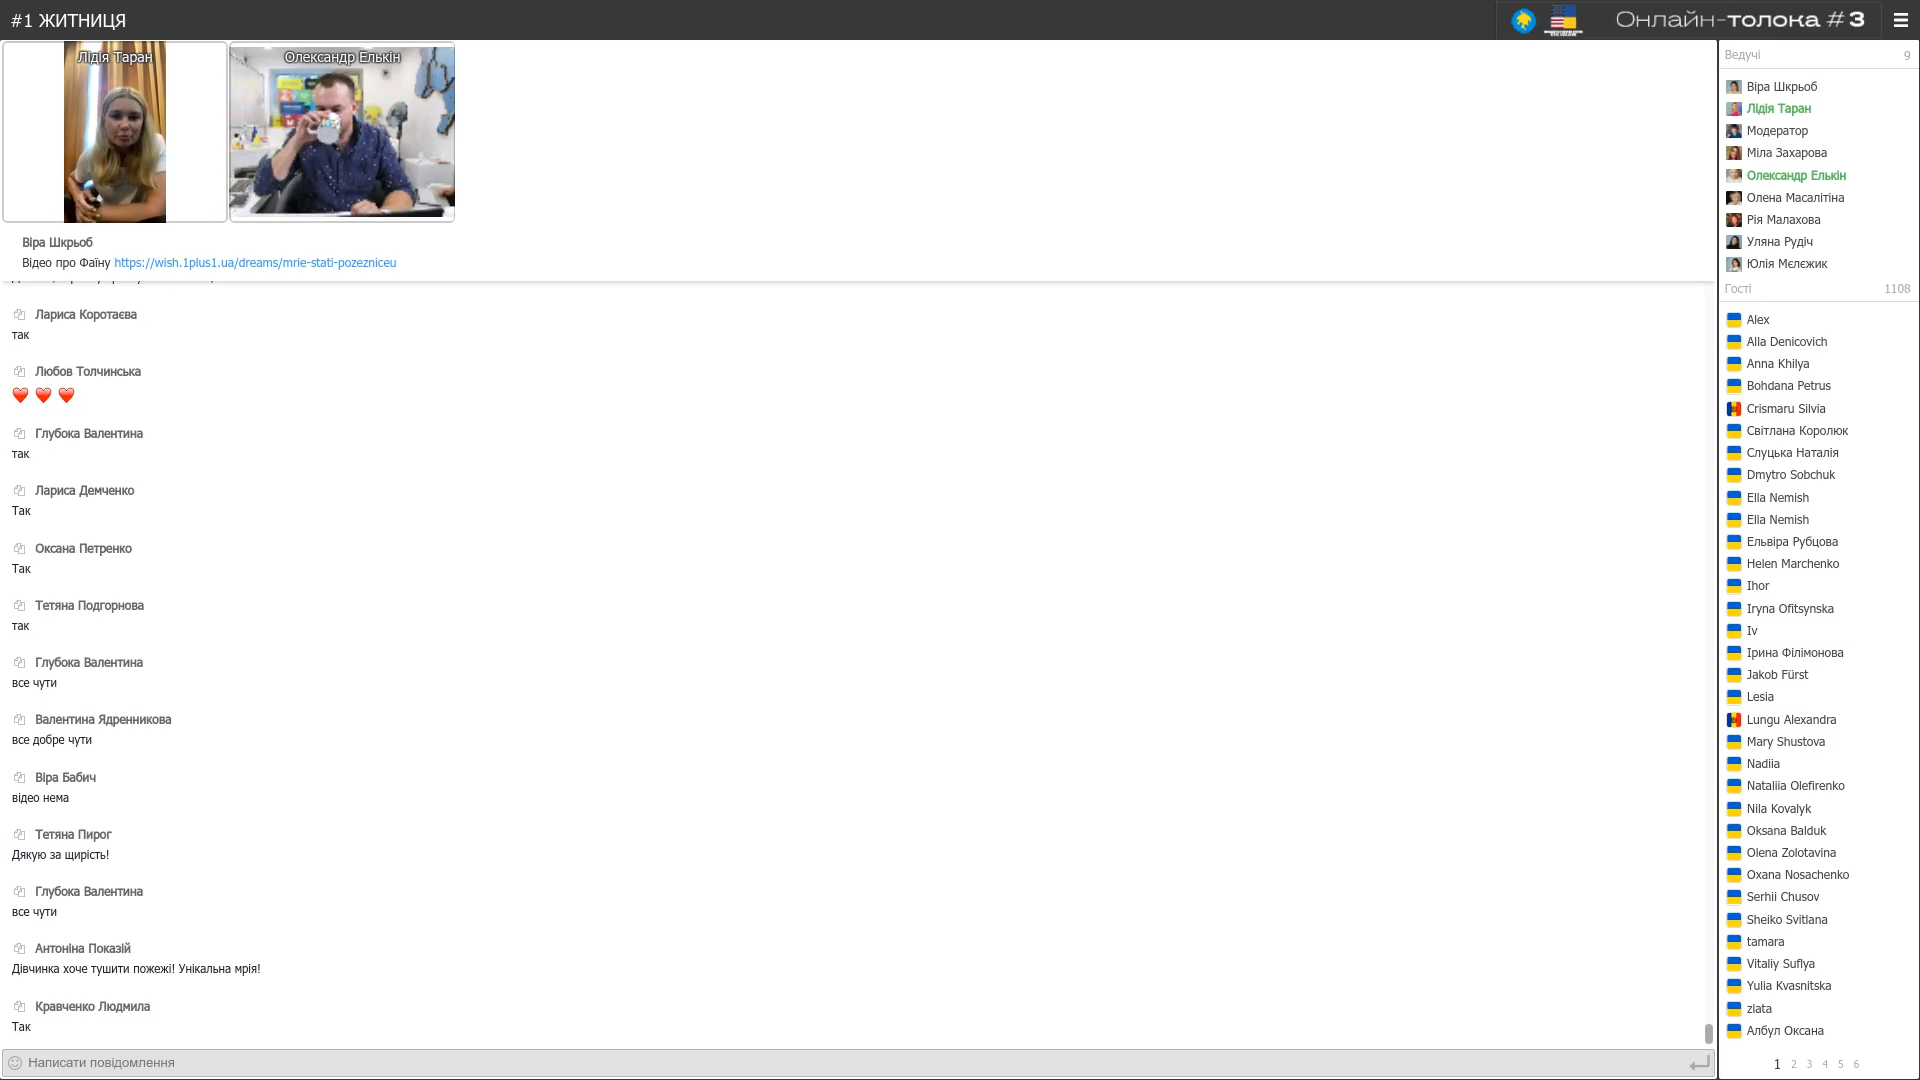 #1 ЖИТНИЦЯ
Онлайн-толока #3
Лідія Таран
Олександр Елькін
Віра Шкрьоб
Відео про Фаїну https://wish.1plus1.ua/dreams/mrie-stati-pozezniceu
Лариса Коротаєва
так
Любов Толчинська
Глубока Валентина
так
Лариса Демченко
Так
Оксана Петренко
Так
Тетяна Подгорнова
так
Глубока Валентина
все чути
Валентина Ядренникова
все добре чути
Віра Бабич
відео нема
Тетяна Пирог
Дякую за щирість!
Глубока Валентина
все чути
Антоніна Показій
Дівчинка хоче тушити пожежі! Унікальна мрія!
Кравченко Людмила
Так
Написати повідомлення
Ведучі 9
Віра Шкрьоб
Лідія Таран
Модератор
Міла Захарова
Олександр Елькін
Олена Масалітіна
Рія Малахова
Уляна Рудіч
Юлія Мєлєжик
Гості 1108
Alex
Alla Denicovich
Anna Khilya
Bohdana Petrus
Crismaru Silvia
Світлана Королюк
Слуцька Наталія
Dmytro Sobchuk
Ella Nemish
Ella Nemish
Ельвіра Рубцова
Helen Marchenko
Ihor
Iryna Ofitsynska
Iv
Ірина Філімонова
Jakob Fürst
Lesia
Lungu Alexandra
Mary Shustova
Nadiia
Nataliia Olefirenko
Nila Kovalyk
Oksana Balduk
Olena Zolotavina
Oxana Nosachenko
Serhii Chusov
Sheiko Svitlana
tamara
Vitaliy Suflya
Yulia Kvasnitska
zlata
Албул Оксана
1 2 3 4 5 6